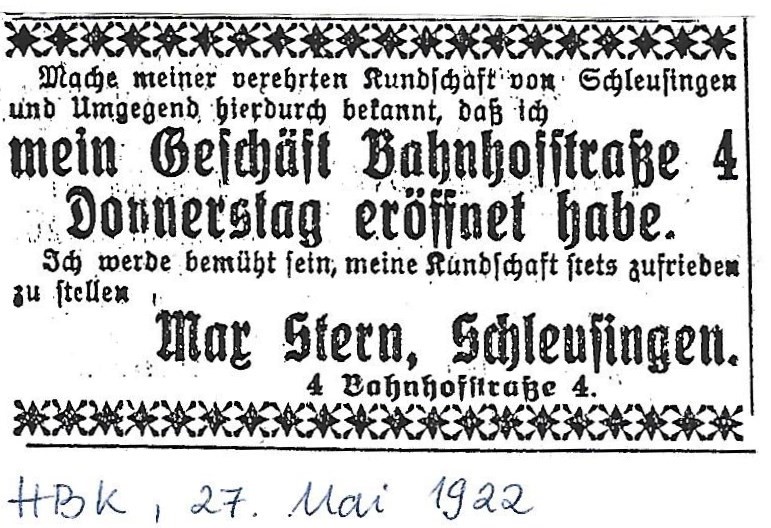 Mache meiner verehrten Kundschaft von Schleusingen
und Umgegend hierdurch bekannt, daß ich
mein Geschäft Bahnhofstraße 4
Donnerstag eröffnet habe.
Ich werde bemüht sein, meine Kundschaft stets zufrieden
zu stellen
Max Stern, Schleusingen.
4 Bahnhofstraße 4.
HBK, 27. Mai 1922